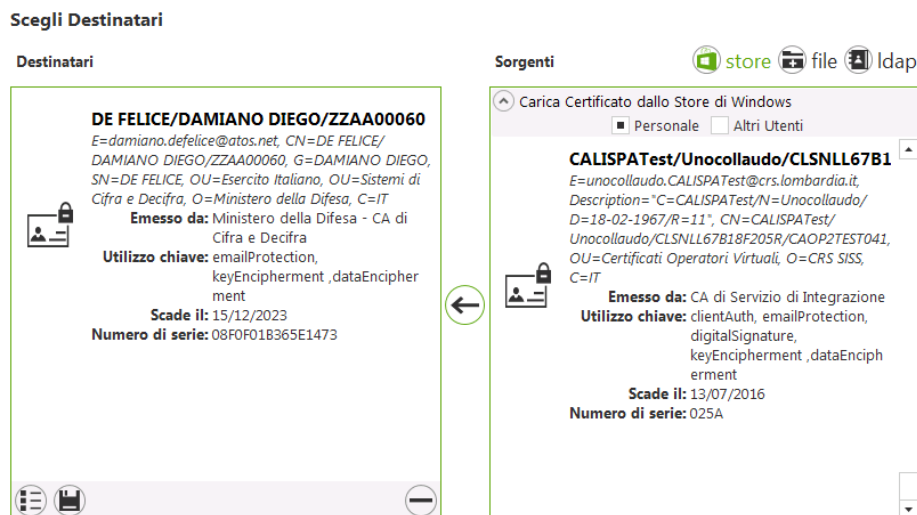 Scegli Destinatari
Destinatari
DE FELICE/DAMIANO DIEGO/ZZAA00060
E=damiano.defelice@atos.net, CN=DE FELICE/
DAMIANO DIEGO/ZZAA00060, G=DAMIANO DIEGO,
SN=DE FELICE, OU=Esercito Italiano, OU=Sistemi di
Cifra e Decifra, O=Ministero della Difesa, C=IT
Emesso da: Ministero della Difesa - CA di
Cifra e Decifra
Utilizzo chiave: emailProtection,
keyEncipherment ,dataEncipher
ment
Scade il: 15/12/2023
Numero di serie: 08F0F01B365E1473
Sorgenti
store file ldap
Carica Certificato dallo Store di Windows
Personale Altri Utenti
CALISPATest/Unocollaudo/CLSNLL67B1
E=unocollaudo.CALISPATest@crs.lombardia.it,
Description="C=CALISPATest/N=Unocollaudo/
D=18-02-1967/R=11", CN=CALISPATest/
Unocollaudo/CLSNLL67B18F205R/CAOP2TEST041,
OU=Certificati Operatori Virtuali, O=CRS SISS,
C=IT
Emesso da: CA di Servizio di Integrazione
Utilizzo chiave: clientAuth, emailProtection,
digitalSignature,
keyEncipherment ,dataEnciph
erment
Scade il: 13/07/2016
Numero di serie: 025A